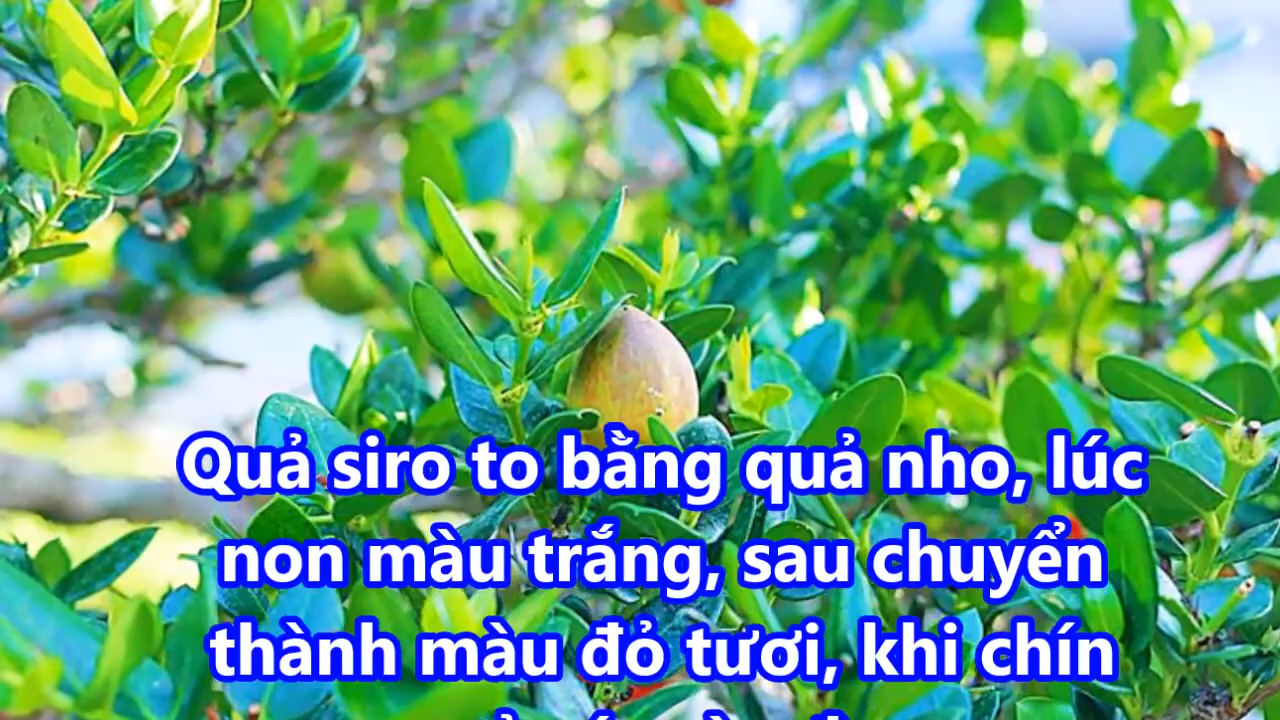 Quả siro to bằng quả nho, lúc
non màu trắng, sau chuyển
thành màu đỏ tươi, khi chín